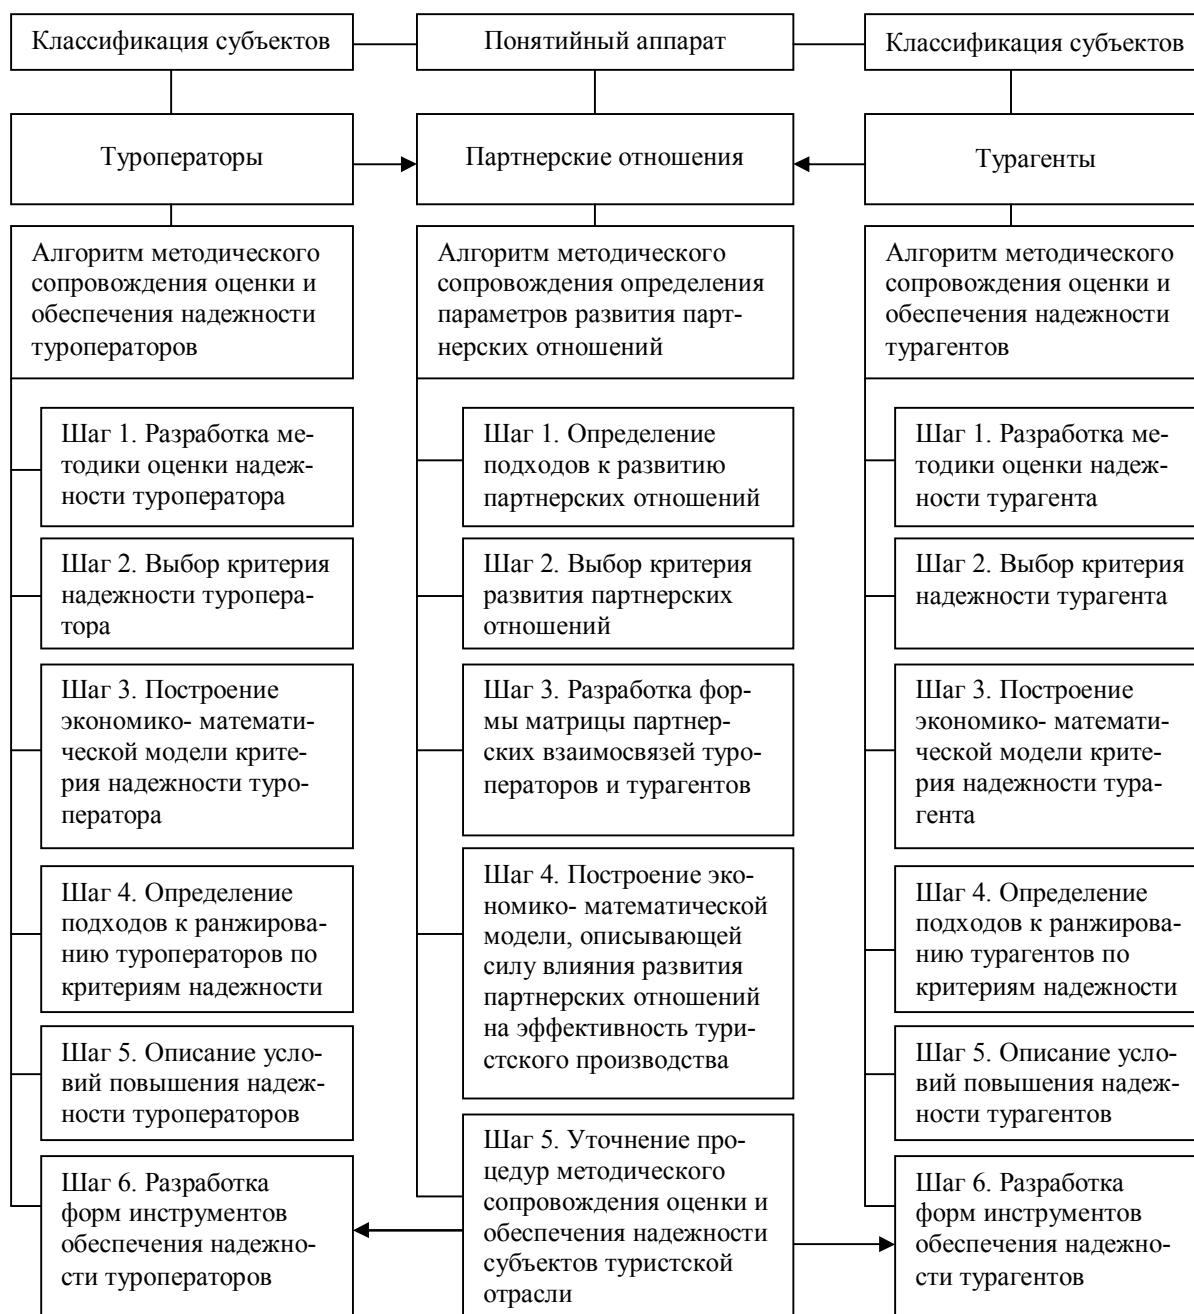 Классификация субъектов
Понятийный аппарат
Классификация субъектов
Туроператоры
Партнерские отношения
Турагенты
Алгоритм методического
сопровождения оценки и
обеспечения надежности
туроператоров
Алгоритм методического
сопровождения определения
параметров развития парт-
нерских отношений
Алгоритм методического
сопровождения оценки и
обеспечения надежности
турагентов
Шаг 1. Разработка ме-
тодики оценки надеж-
ности туроператора
Шаг 2. Выбор критерия
надежности туропера-
тора
Шаг 3. Построение
экономико- математи-
ческой модели крите-
рия надежности туро-
ператора
Шаг 4. Определение
подходов к ранжирова-
нию туроператоров по
критериям надежности
Шаг 5. Описание усло-
вий повышения надеж-
ности туроператоров
Шаг 6. Разработка
форм инструментов
обеспечения надежно-
сти туроператоров
Шаг 1. Определение
подходов к развитию
партнерских отношений
Шаг 2. Выбор критерия
развития партнерских
отношений
Шаг 3. Разработка фор-
мы матрицы партнер-
ских взаимосвязей туро-
ператоров и турагентов
Шаг 4. Построение эко-
номико- математической
модели, описывающей
силу влияния развития
партнерских отношений
на эффективность тури-
стского производства
Шаг 5. Уточнение про-
цедур методического
сопровождения оценки и
обеспечения надежности
субъектов туристской
отрасли
Шаг 1. Разработка ме-
тодики оценки надеж-
ности турагента
Шаг 2. Выбор критерия
надежности турагента
Шаг 3. Построение
экономико- математи-
ческой модели крите-
рия надежности тура-
гента
Шаг 4. Определение
подходов к ранжирова-
нию турагентов по
критериям надежности
Шаг 5. Описание усло-
вий повышения надеж-
ности турагентов
Шаг 6. Разработка
форм инструментов
обеспечения надежно-
сти турагентов